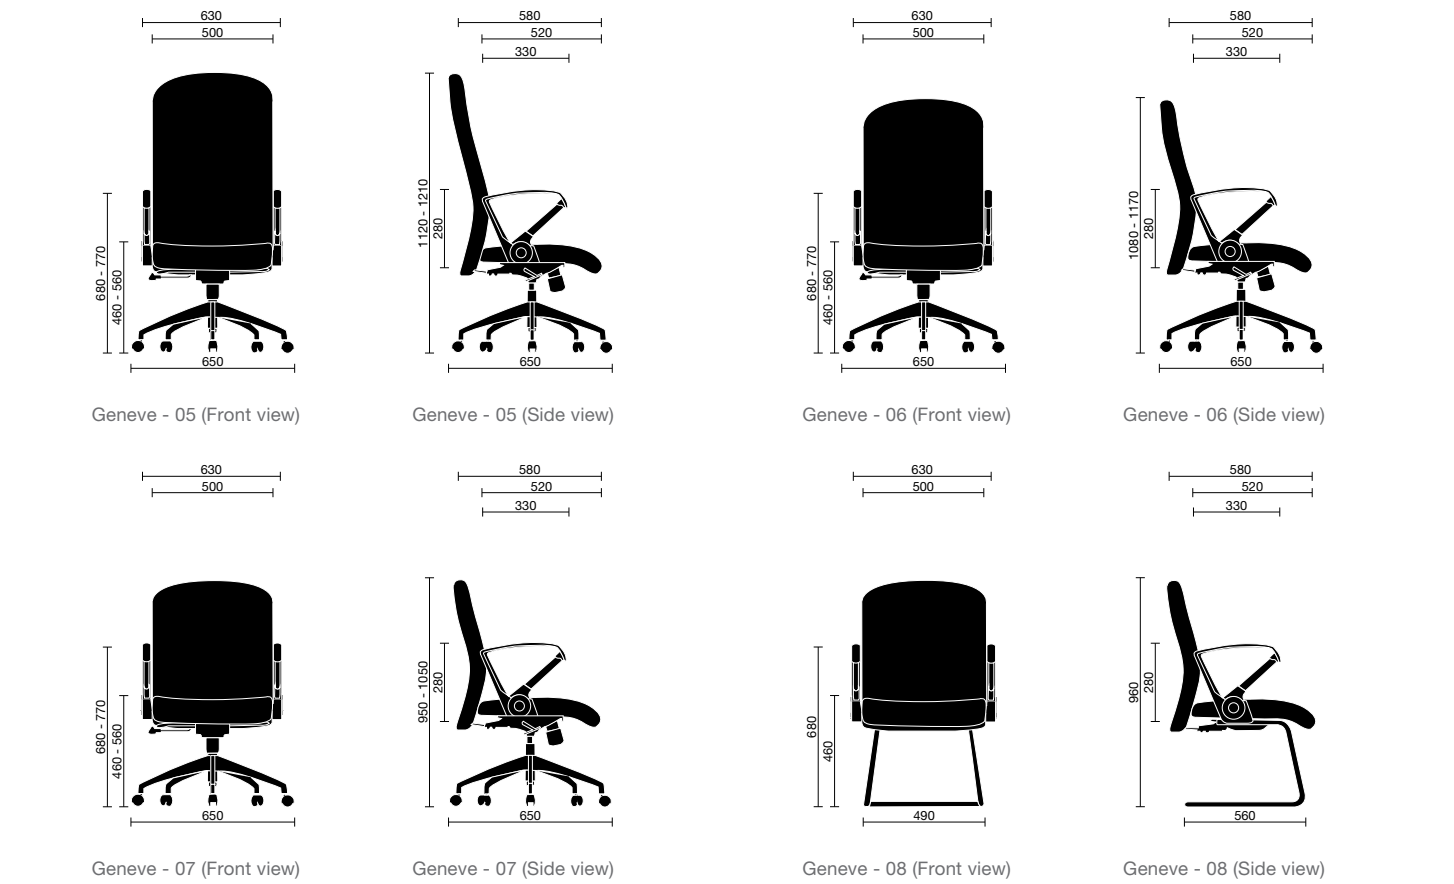 630
500
680 - 770
460 - 560
650
Geneve - 05 (Front view)
580
520
330
1120 - 1210
280
650
Geneve - 05 (Side view)
630
500
680 - 770
460 - 560
650
Geneve - 06 (Front view)
580
520
330
1080 - 1170
280
650
Geneve - 06 (Side view)
630
500
680 - 770
460 - 560
650
Geneve - 07 (Front view)
580
520
330
950 - 1050
280
650
Geneve - 07 (Side view)
630
500
680
460
490
Geneve - 08 (Front view)
580
520
330
960
280
560
Geneve - 08 (Side view)